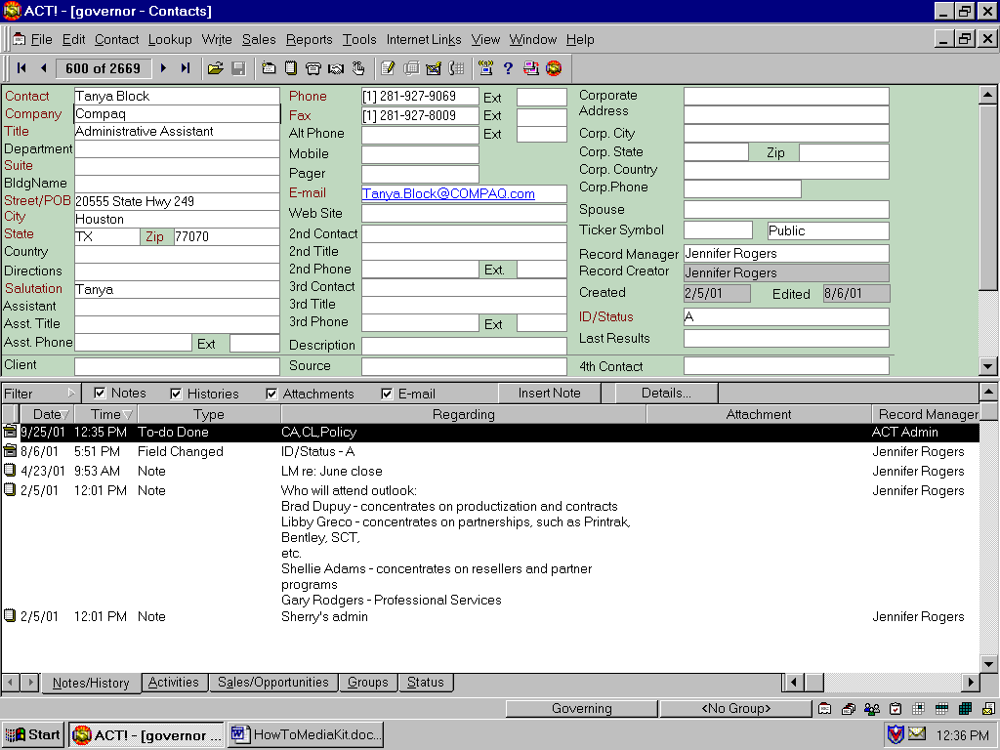 ACT! - [governor - Contacts]
File Edit Contact Lookup Write Sales Reports Tools Internet Links View Window Help
600 of 2669
Contact Tanya Block
Company Compaq
Title Administrative Assistant
Department
Suite
BldgName
Street/POB 20555 State Hwy 249
City Houston
State TX Zip 77070
Country
Directions
Salutation Tanya
Assistant
Asst. Title
Asst. Phone Ext
Client
Phone [1] 281-927-9069 Ext
Fax [1] 281-927-8009 Ext
Alt Phone Ext
Mobile
Pager
E-mail Tanya.Block@COMPAQ.com
Web Site
2nd Contact
2nd Title
2nd Phone Ext.
3rd Contact
3rd Title
3rd Phone Ext
Description
Source
Corporate
Address
Corp. City
Corp. State Zip
Corp. Country
Corp.Phone
Spouse
Ticker Symbol Public
Record Manager Jennifer Rogers
Record Creator Jennifer Rogers
Created 2/5/01 Edited 8/6/01
ID/Status A
Last Results
4th Contact
Filter Notes Histories Attachments E-mail Insert Note Details...
Date Time Type Regarding Attachment Record Manager
9/25/01 12:35 PM To-do Done CA,CL,Policy ACT Admin
8/6/01 5:51 PM Field Changed ID/Status - A Jennifer Rogers
4/23/01 9:53 AM Note LM re: June close Jennifer Rogers
2/5/01 12:01 PM Note Who will attend outlook: Jennifer Rogers
Brad Dupuy - concentrates on productization and contracts
Libby Greco - concentrates on partnerships, such as Printrak,
Bentley, SCT,
etc.
Shellie Adams - concentrates on resellers and partner
programs
Gary Rodgers - Professional Services
2/5/01 12:01 PM Note Sherry's admin Jennifer Rogers
Notes/History Activities Sales/Opportunities Groups Status
Governing <No Group>
Start ACT! - [governor ... HowToMediaKit.doc... 12:36 PM